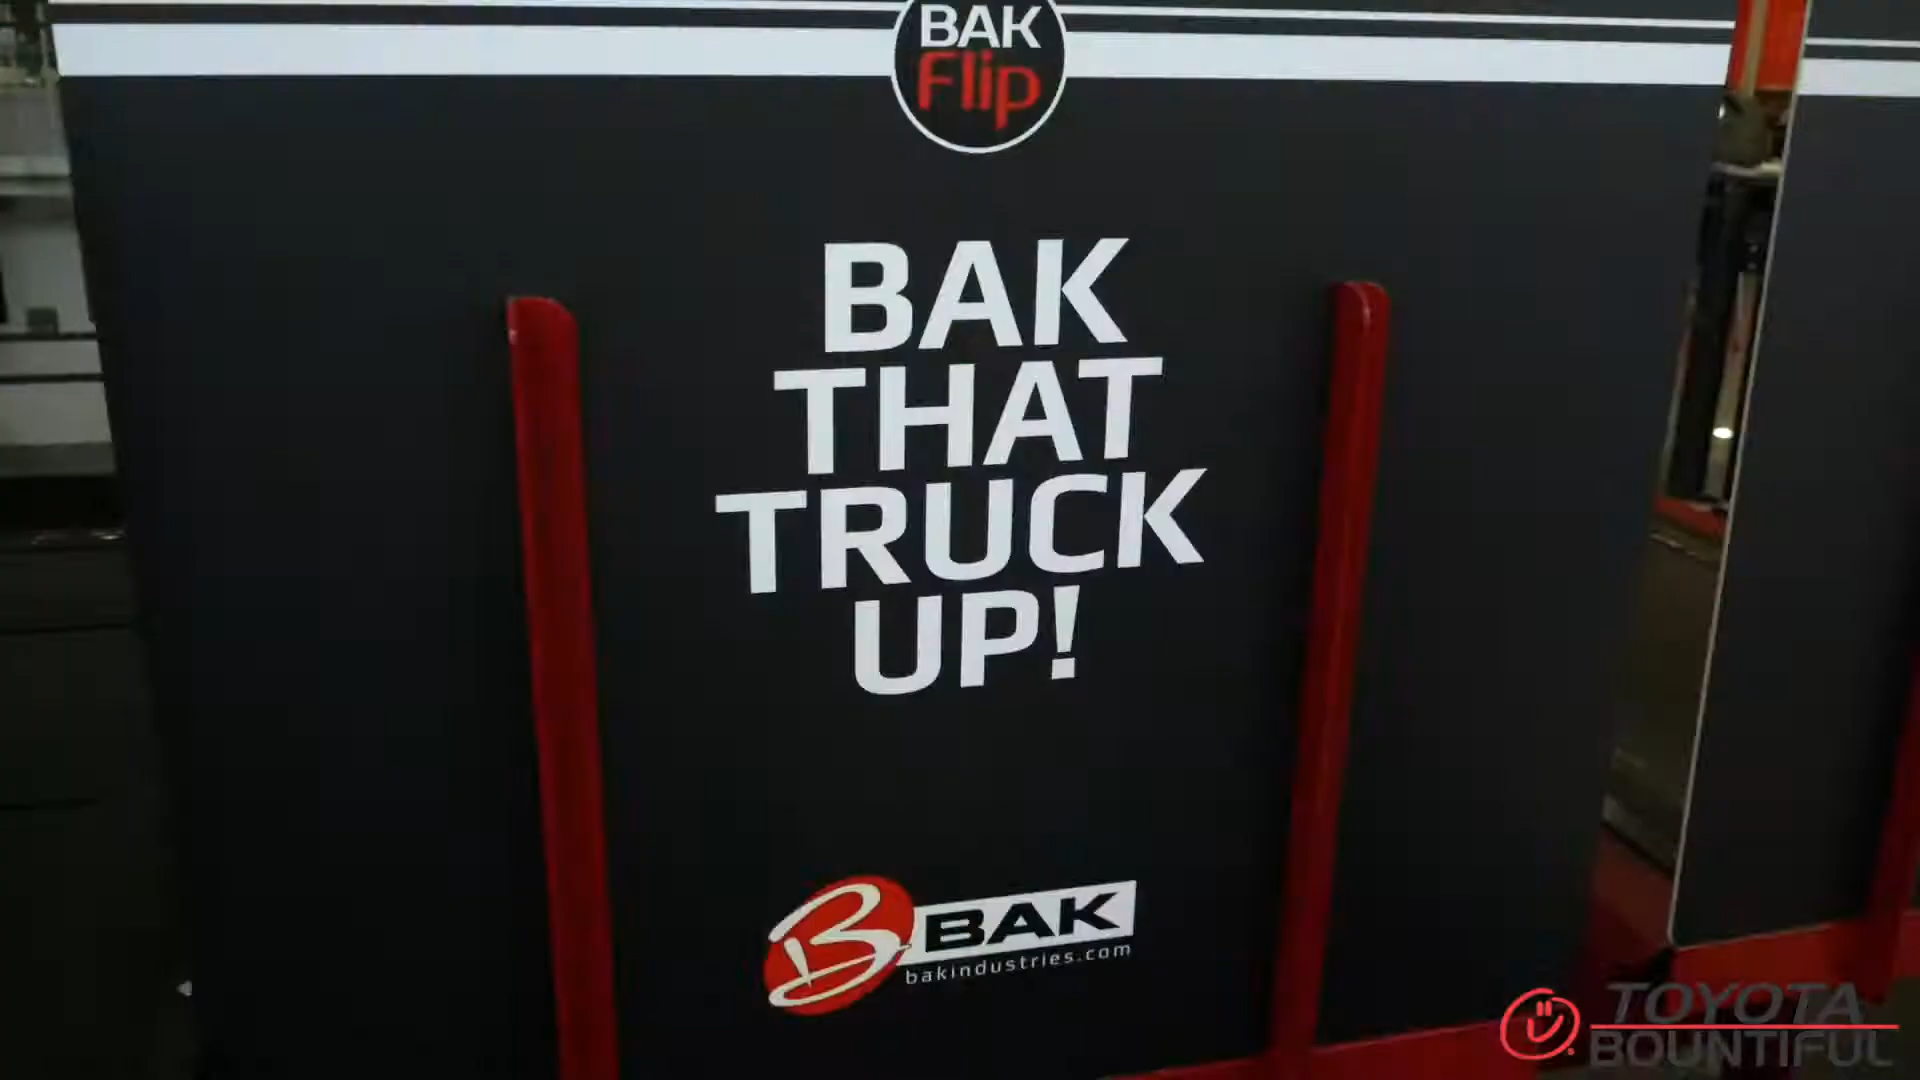 BAK
Flip
BAK
THAT
TRUCK
UP!
B BAK
bakindustries.com
TOYOTA
BOUNTIFUL